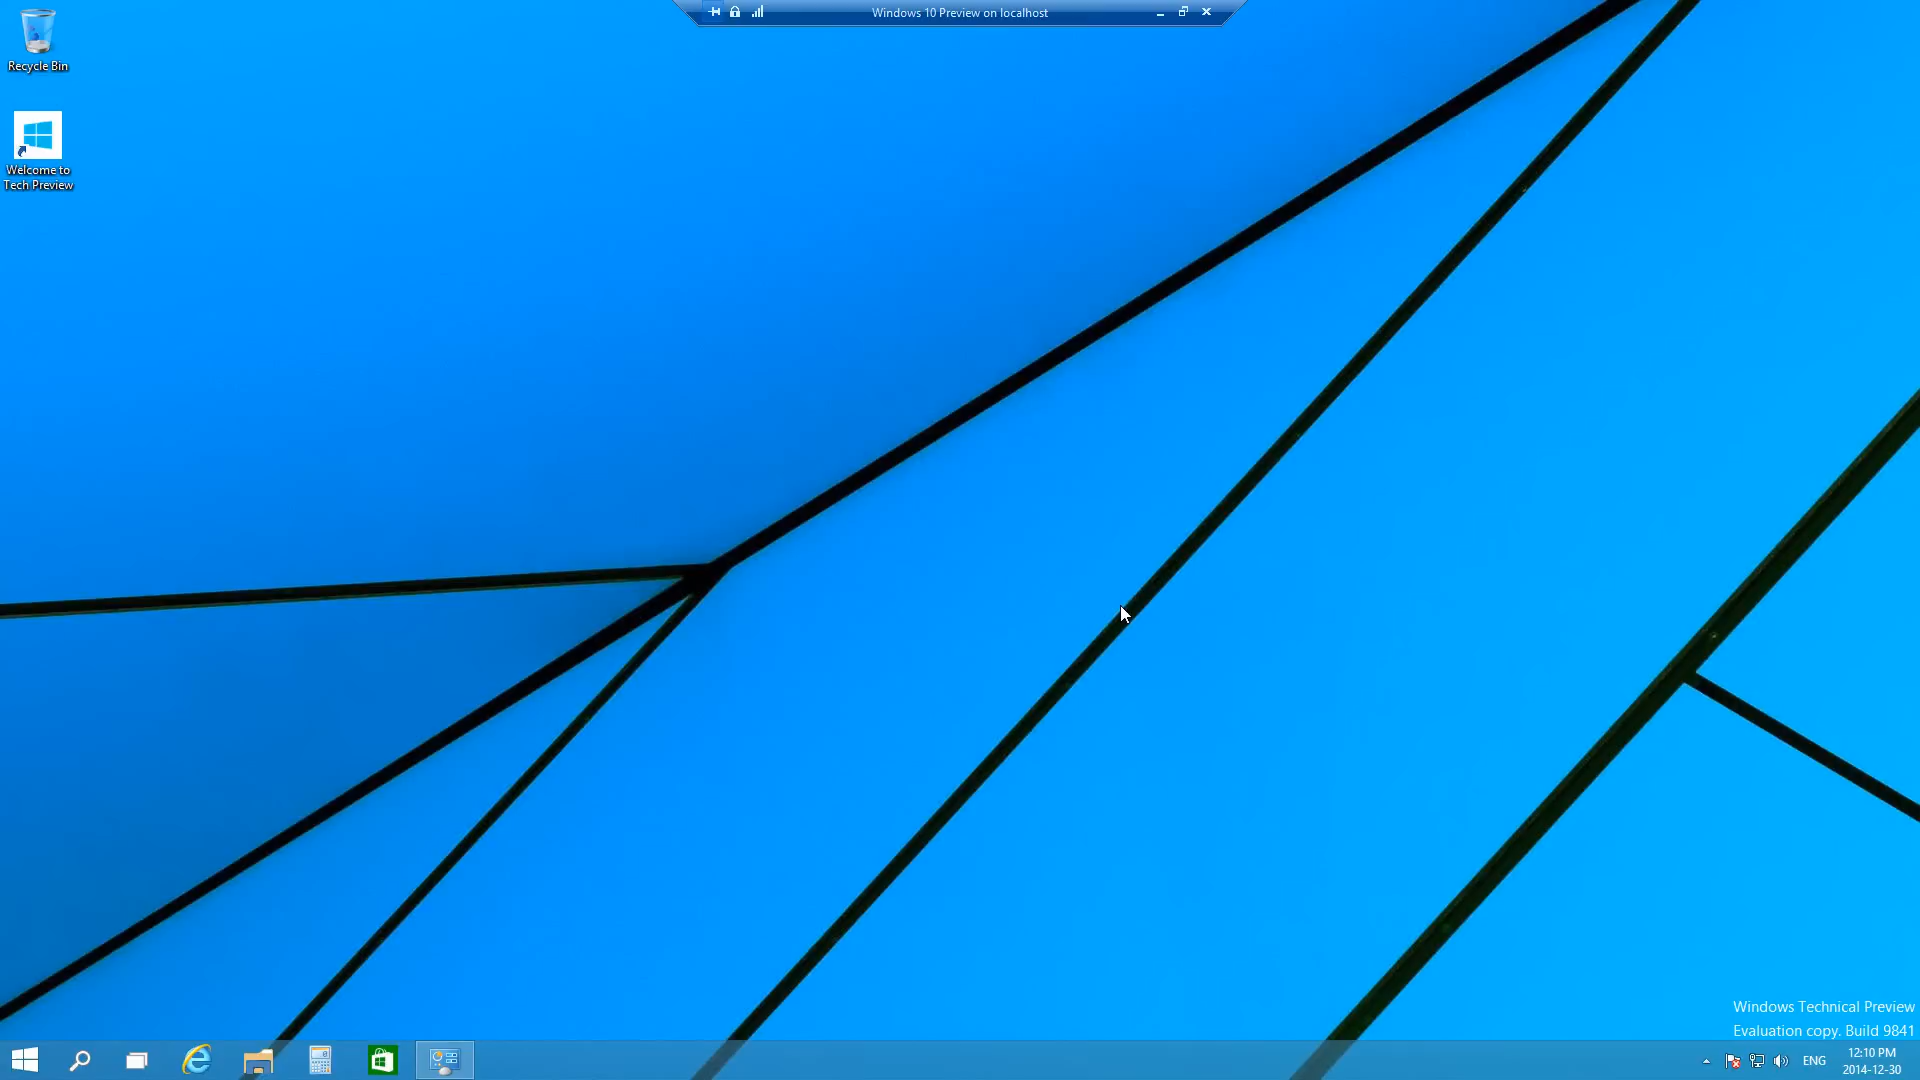 Windows 10 Preview on localhost
Recycle Bin
Welcome to
Tech Preview
Windows Technical Preview
Evaluation copy. Build 9841
ENG
12:10 PM
2014-12-30